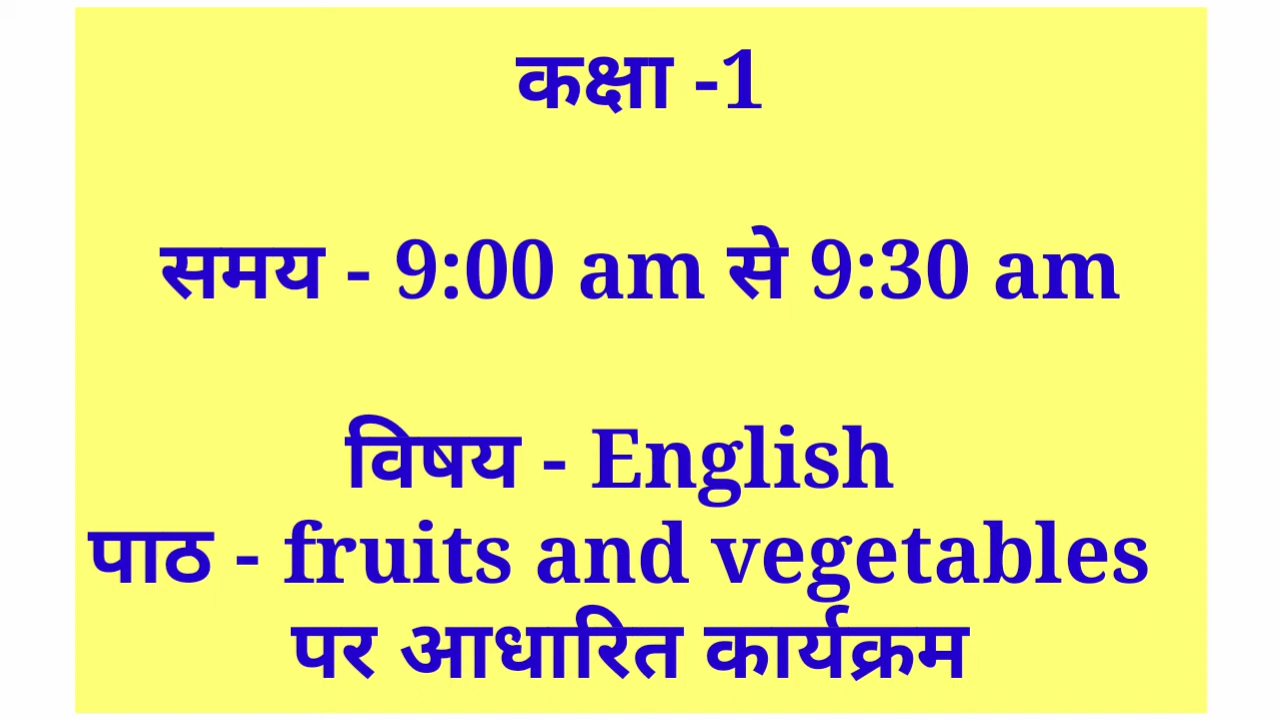 कक्षा -1
समय - 9:00 am से 9:30 am
विषय - English
पाठ - fruits and vegetables
पर आधारित कार्यक्रम